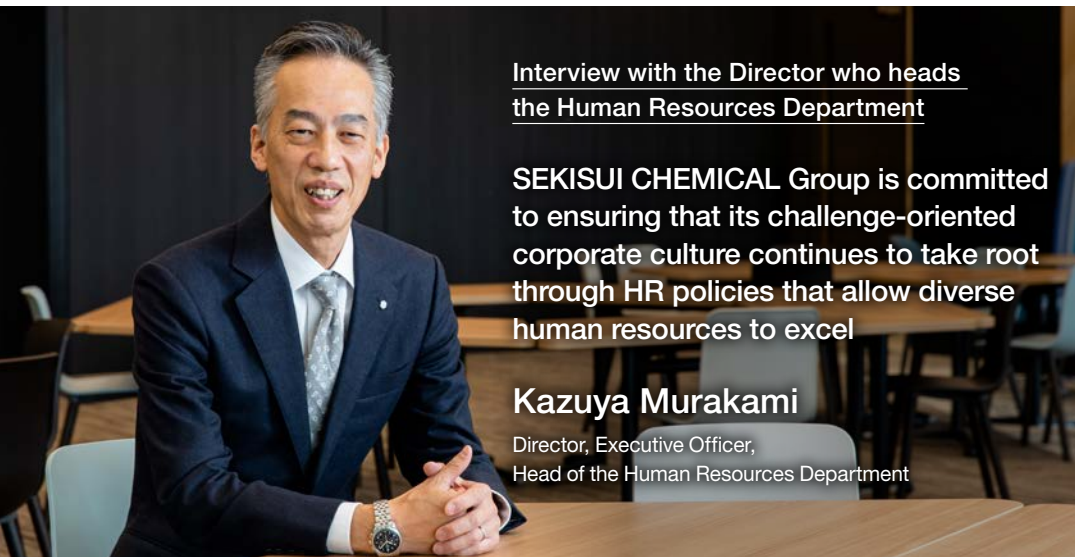 Interview with the Director who heads
the Human Resources Department
SEKISUI CHEMICAL Group is committed
to ensuring that its challenge-oriented
corporate culture continues to take root
through HR policies that allow diverse
human resources to excel
Kazuya Murakami
Director, Executive Officer,
Head of the Human Resources Department